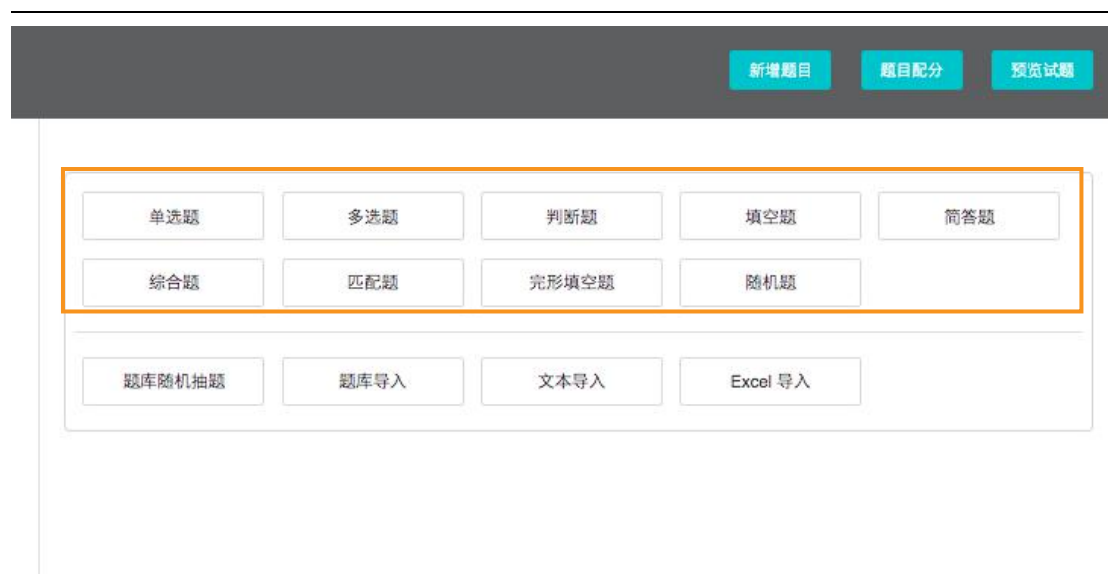 新增题目 题目配分 预览试题
单选题 多选题 判断题 填空题 简答题
综合题 匹配题 完形填空题 随机题
题库随机抽题 题库导入 文本导入 Excel 导入